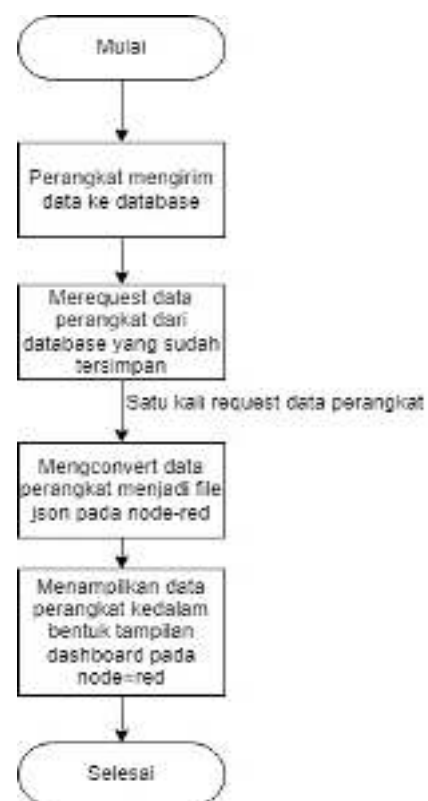 Mulai
Perangkat mengirim
data ke database
Merequest data
perangkat dari
database yang sudah
tersimpan
Satu kali request data perangkat
Mengconvert data
perangkat menjadi file
json pada node-red
Menampilkan data
perangkat kedalam
bentuk tampilan
dashboard pada
node=red
Selesai